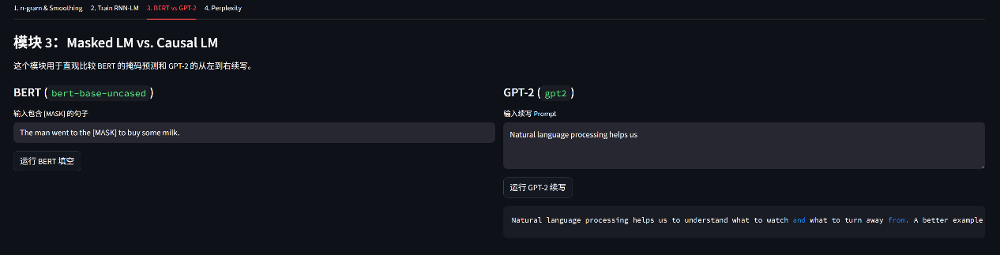 1. n-gram & Smoothing 2. Train RNN-LM 3. BERT vs GPT-2 4. Perplexity
模块 3：Masked LM vs. Causal LM
这个模块用于直观比较 BERT 的掩码预测和 GPT-2 的从左到右续写。
BERT ( bert-base-uncased )
输入包含 [MASK] 的句子
The man went to the [MASK] to buy some milk.
运行 BERT 填空
GPT-2 ( gpt2 )
输入续写 Prompt
Natural language processing helps us
运行 GPT-2 续写
Natural language processing helps us to understand what to watch and what to turn away from. A better example